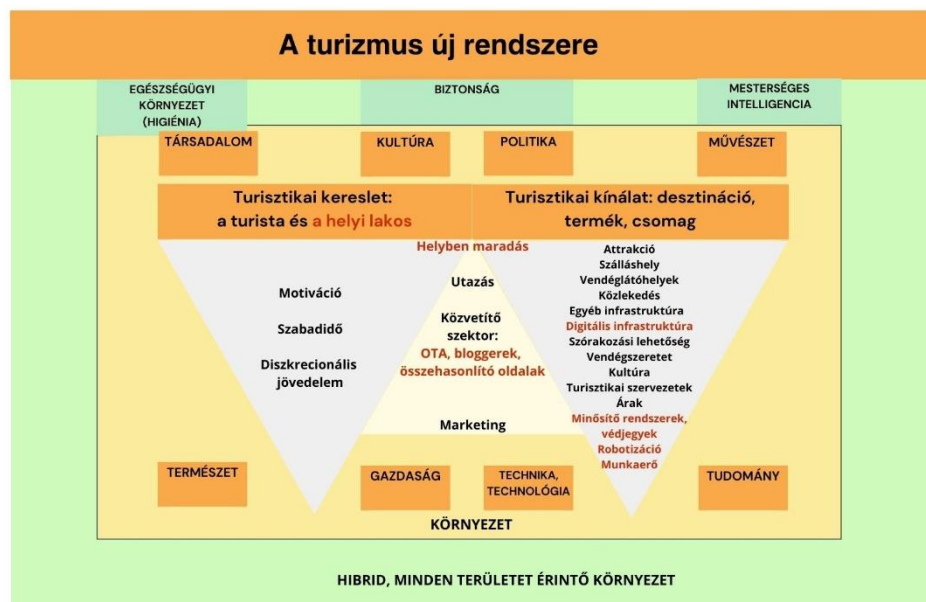 A turizmus új rendszere
EGÉSZSÉGÜGYI
KÖRNYEZET
(HIGIÉNIA)
BIZTONSÁG
MESTERSÉGES
INTELLIGENCIA
TÁRSADALOM
KULTÚRA
POLITIKA
MŰVÉSZET
Turisztikai kereslet:
a turista és a helyi lakos
Turisztikai kínálat: desztináció,
termék, csomag
Motiváció
Szabadidő
Diszkrecionális
jövedelem
Helyben maradás
Utazás
Közvetítő
szektor:
OTA, bloggerek,
összehasonlító oldalak
Marketing
Attrakció
Szálláshely
Vendéglátóhelyek
Közlekedés
Egyéb infrastruktúra
Digitális infrastruktúra
Szórakozási lehetőség
Vendégszeretet
Kultúra
Turisztikai szervezetek
Árak
Minősítő rendszerek,
védjegyek
Robotizáció
Munkaerő
TERMÉSZET
GAZDASÁG
TECHNIKA,
TECHNOLÓGIA
TUDOMÁNY
KÖRNYEZET
HIBRID, MINDEN TERÜLETET ÉRINTŐ KÖRNYEZET